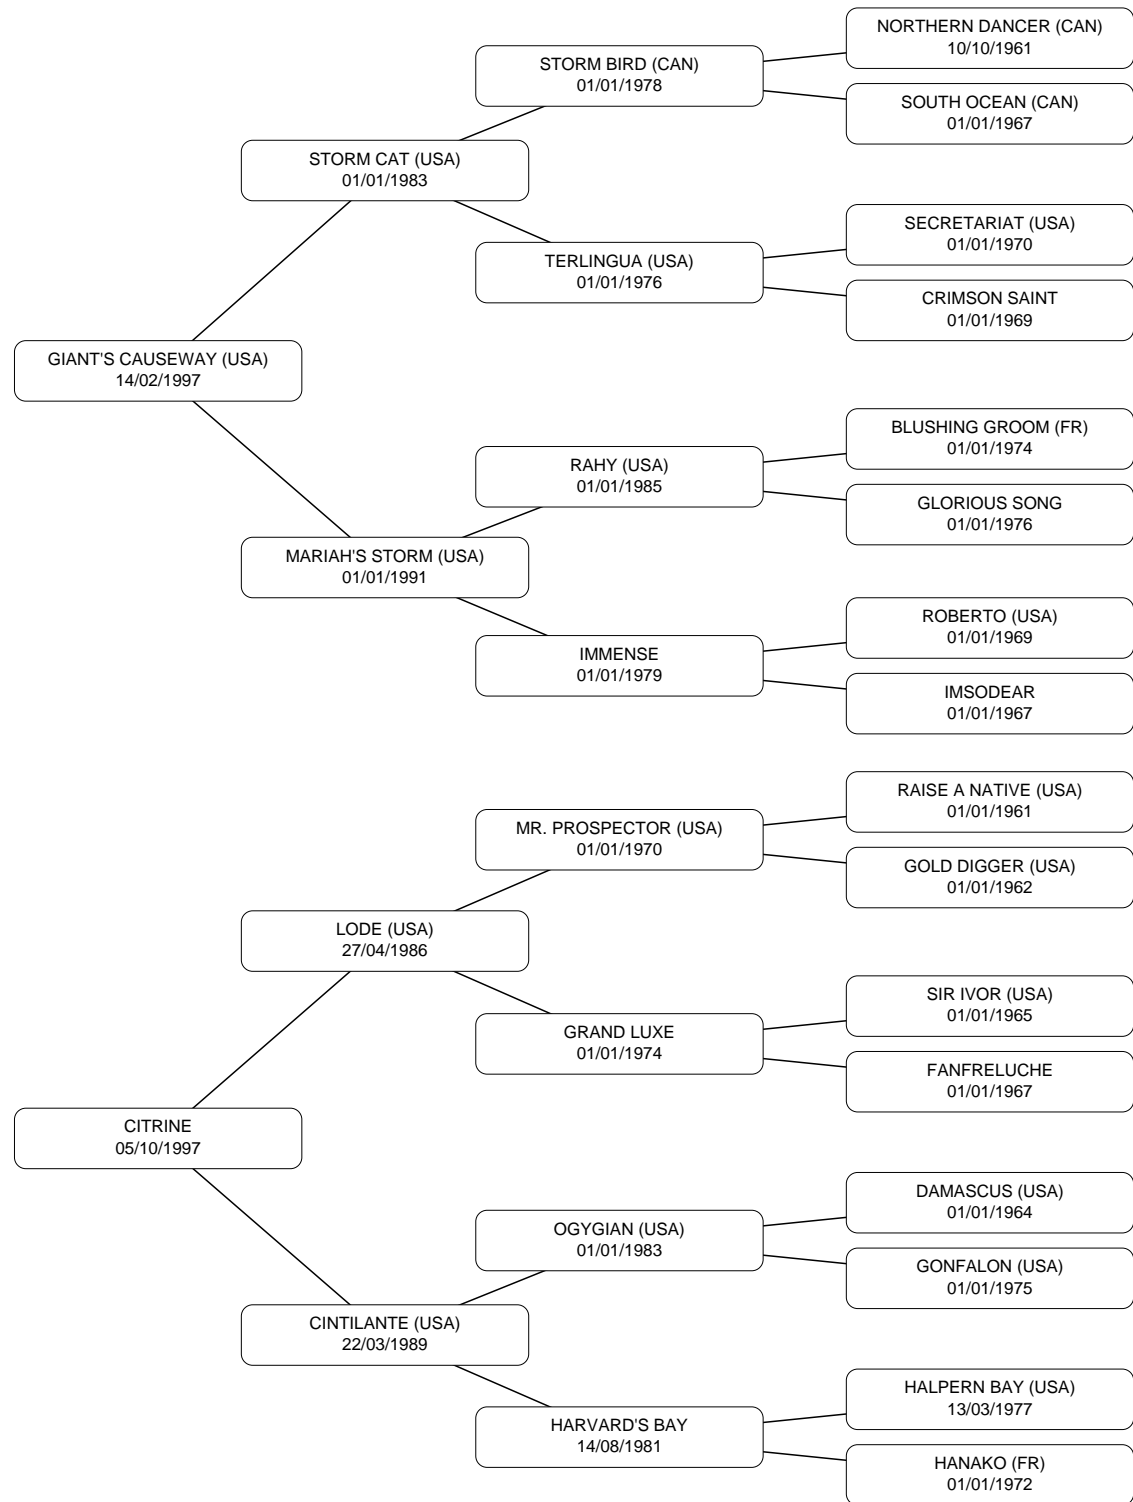 NORTHERN DANCER (CAN)
10/10/1961
STORM BIRD (CAN)
01/01/1978
SOUTH OCEAN (CAN)
01/01/1967
STORM CAT (USA)
01/01/1983
SECRETARIAT (USA)
01/01/1970
TERLINGUA (USA)
01/01/1976
CRIMSON SAINT
01/01/1969
GIANT'S CAUSEWAY (USA)
14/02/1997
BLUSHING GROOM (FR)
01/01/1974
RAHY (USA)
01/01/1985
GLORIOUS SONG
01/01/1976
MARIAH'S STORM (USA)
01/01/1991
ROBERTO (USA)
01/01/1969
IMMENSE
01/01/1979
IMSODEAR
01/01/1967
RAISE A NATIVE (USA)
01/01/1961
MR. PROSPECTOR (USA)
01/01/1970
GOLD DIGGER (USA)
01/01/1962
LODE (USA)
27/04/1986
SIR IVOR (USA)
01/01/1965
GRAND LUXE
01/01/1974
FANFRELUCHE
01/01/1967
CITRINE
05/10/1997
DAMASCUS (USA)
01/01/1964
OGYGIAN (USA)
01/01/1983
GONFALON (USA)
01/01/1975
CINTILANTE (USA)
22/03/1989
HALPERN BAY (USA)
13/03/1977
HARVARD'S BAY
14/08/1981
HANAKO (FR)
01/01/1972